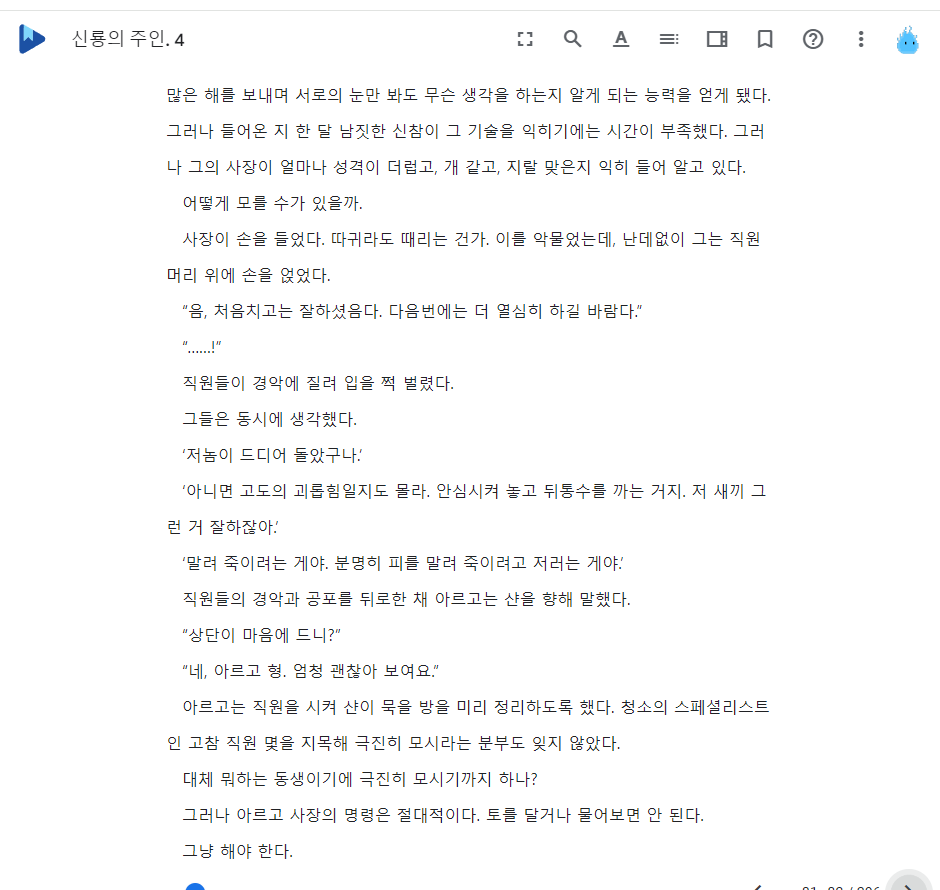 신룡의 주인. 4
많은 해를 보내며 서로의 눈만 봐도 무슨 생각을 하는지 알게 되는 능력을 얻게 됐다.
그러나 들어온 지 한 달 남짓한 신참이 그 기술을 익히기에는 시간이 부족했다. 그러
나 그의 사장이 얼마나 성격이 더럽고, 개 같고, 지랄 맞은지 익히 들어 알고 있다.
어떻게 모를 수가 있을까.
사장이 손을 들었다. 따귀라도 때리는 건가. 이를 악물었는데, 난데없이 그는 직원
머리 위에 손을 얹었다.
“음, 처음치고는 잘하셨음다. 다음번에는 더 열심히 하길 바람다.”
“……!”
직원들이 경악에 질려 입을 쩍 벌렸다.
그들은 동시에 생각했다.
‘저놈이 드디어 돌았구나.’
‘아니면 고도의 괴롭힘일지도 몰라. 안심시켜 놓고 뒤통수를 까는 거지. 저 새끼 그
런 거 잘하잖아.’
‘말려 죽이려는 게야. 분명히 피를 말려 죽이려고 저러는 게야.’
직원들의 경악과 공포를 뒤로한 채 아르고는 샨을 향해 말했다.
“상단이 마음에 드니?”
“네, 아르고 형. 엄청 괜찮아 보여요.”
아르고는 직원을 시켜 샨이 묵을 방을 미리 정리하도록 했다. 청소의 스페셜리스트
인 고참 직원 몇을 지목해 극진히 모시라는 분부도 잊지 않았다.
대체 뭐하는 동생이기에 극진히 모시기까지 하나?
그러나 아르고 사장의 명령은 절대적이다. 토를 달거나 물어보면 안 된다.
그냥 해야 한다.